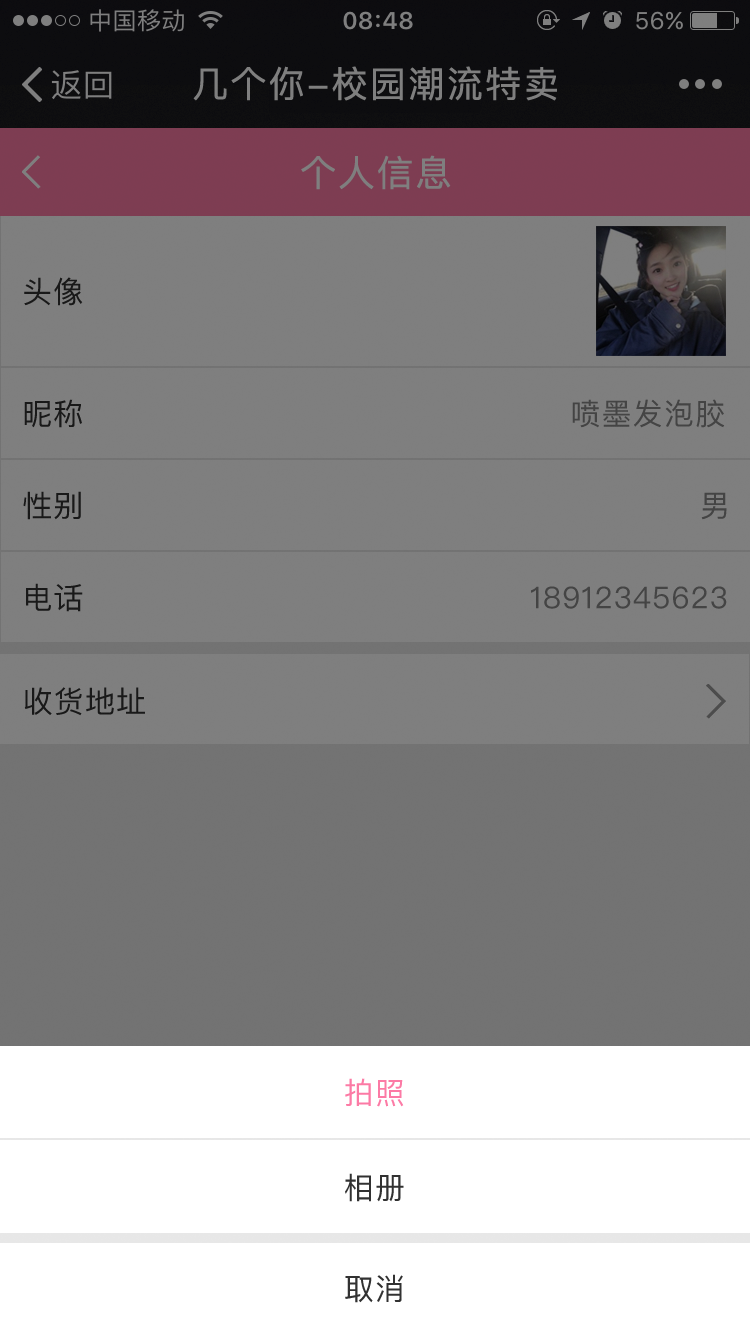 中国移动 08:48 56%
返回 几个你-校园潮流特卖
个人信息
头像
昵称 喷墨发泡胶
性别 男
电话 18912345623
收货地址
拍照
相册
取消